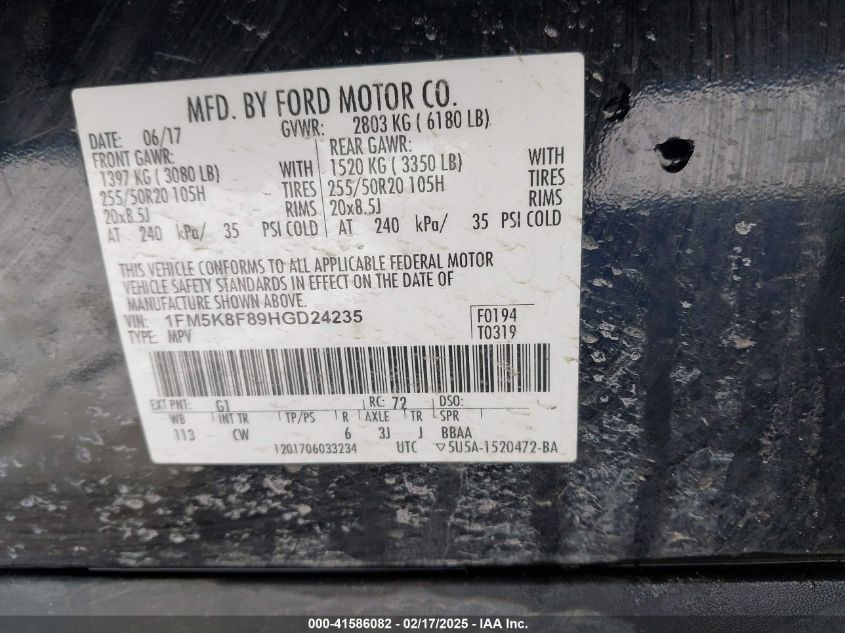 MFD. BY FORD MOTOR CO.
DATE: 06/17 GVWR: 2803 KG ( 6180 LB)
FRONT GAWR: REAR GAWR:
1397 KG ( 3080 LB) WITH 1520 KG ( 3350 LB) WITH
255/50R20 105H TIRES 255/50R20 105H TIRES
20x8.5J RIMS 20x8.5J RIMS
AT 240 kPa/ 35 PSI COLD AT 240 kPa/ 35 PSI COLD
THIS VEHICLE CONFORMS TO ALL APPLICABLE FEDERAL MOTOR
VEHICLE SAFETY STANDARDS IN EFFECT ON THE DATE OF
MANUFACTURE SHOWN ABOVE.
VIN: 1FM5K8F89HGD24235 F0194
TYPE: MPV T0319
EXT PNT: G1 RC: 72 DSO:
WB INT TR TP/PS R AXLE TR SPR
113 CW 6 3J J BBAA
1201706033234 UTC ▽5U5A-1520472-BA
000-41586082 - 02/17/2025 - IAAI.com